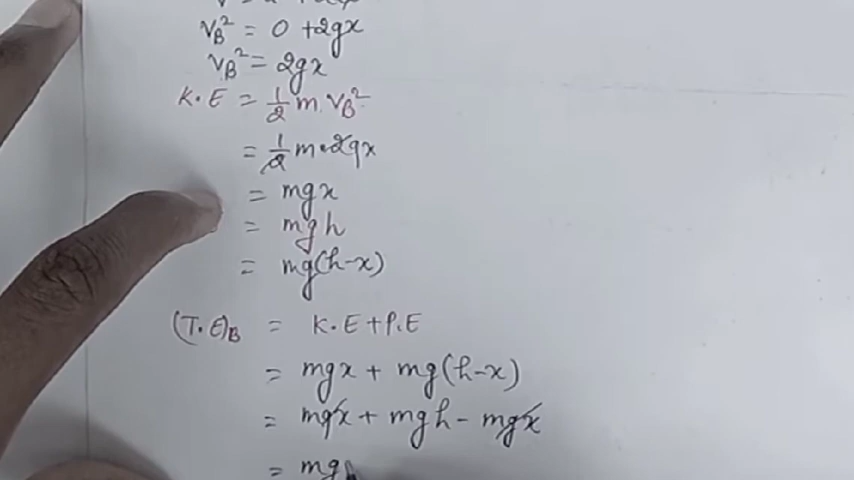 V_B² = 0 + 2gx
V_B² = 2gx
K.E = 1/2 m V_B²
= 1/2 m × 2gx
= mgx
= mgh
= mg(h-x)
(T.E)_B = K.E + P.E
= mgx + mg(h-x)
= mgx + mgh - mgx
= mg